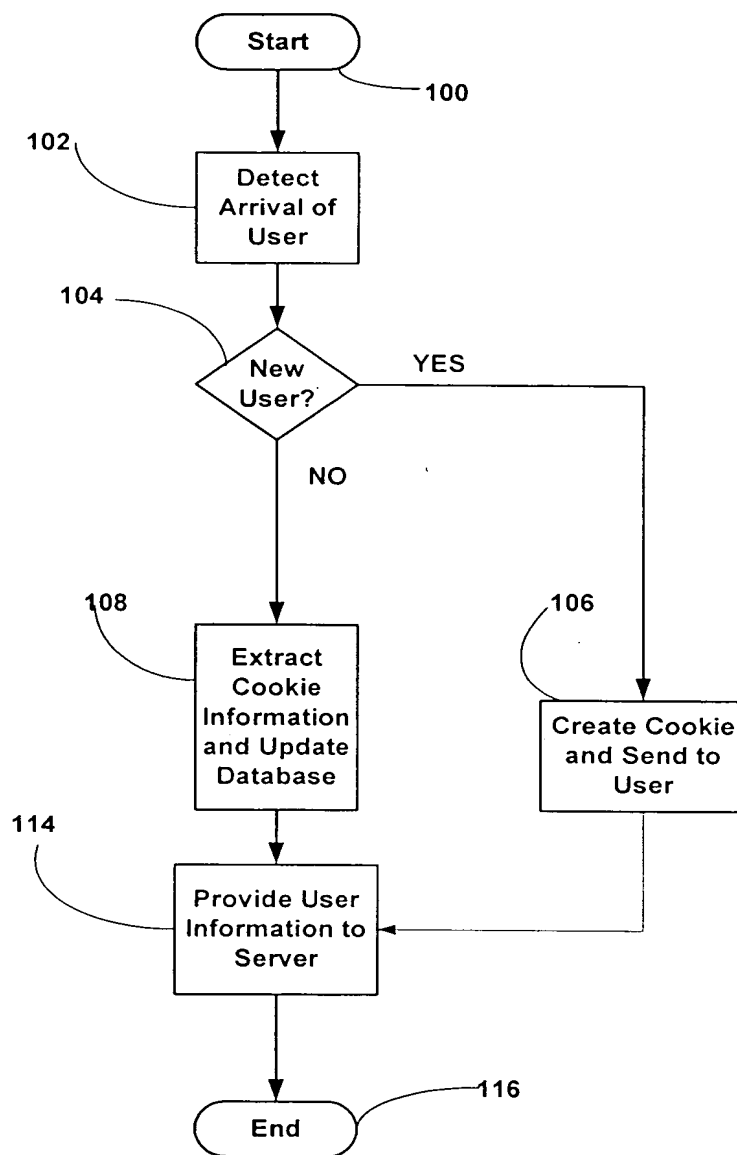 Start
100
102
Detect
Arrival of
User
104
New
User?
YES
NO
108
106
Extract
Cookie
Information
and Update
Database
Create Cookie
and Send to
User
114
Provide User
Information to
Server
116
End